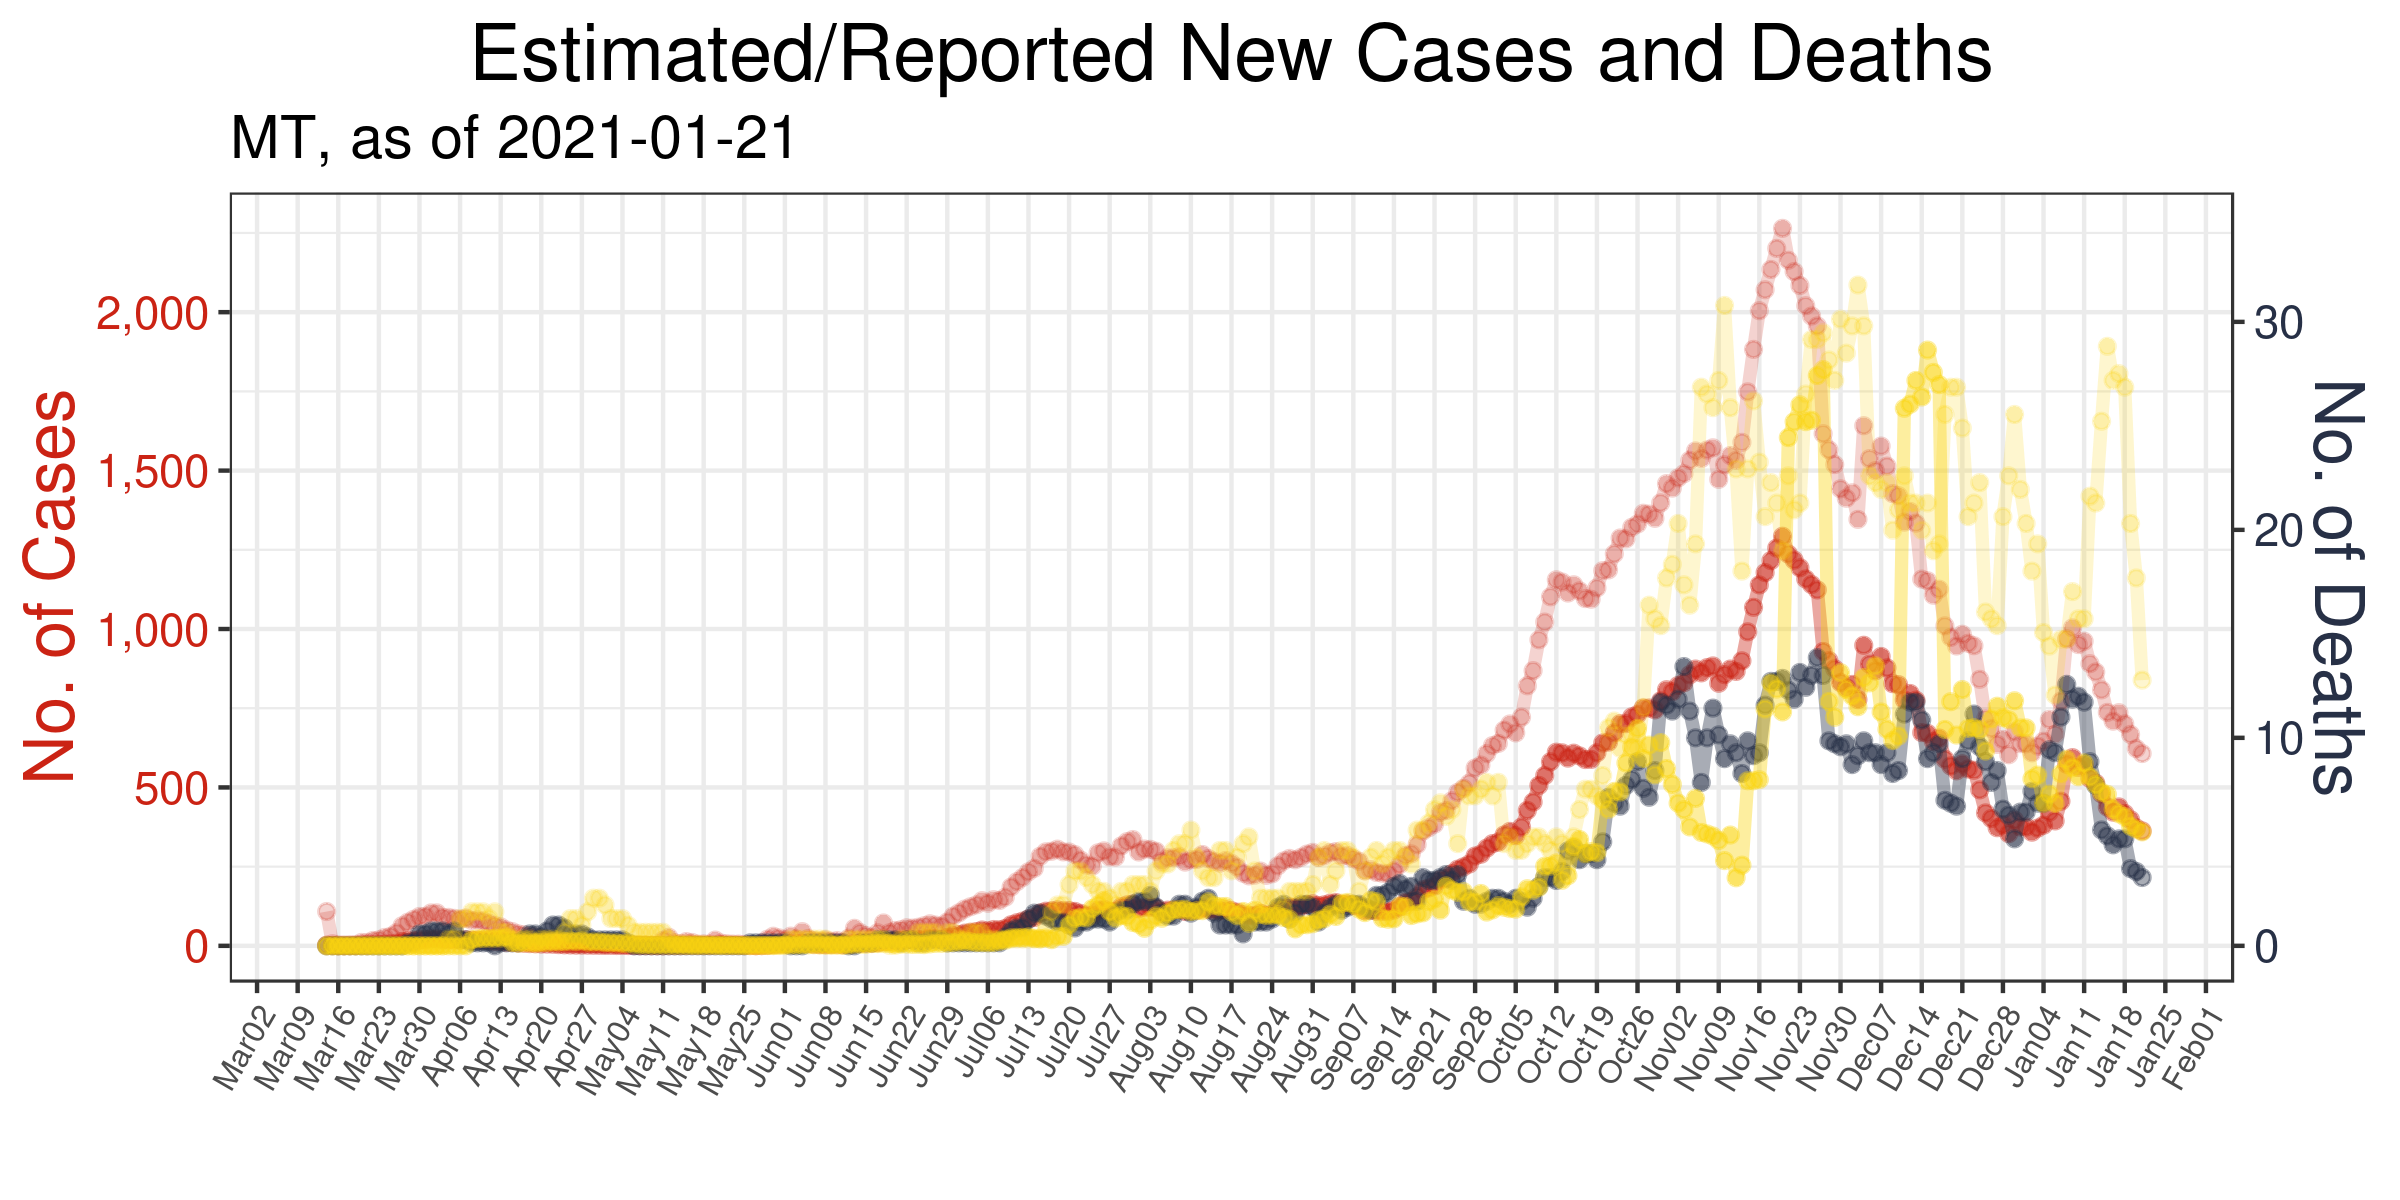 Estimated/Reported New Cases and Deaths
MT, as of 2021-01-21
No. of Cases
2,000
1,500
1,000
500
0
No. of Deaths
30
20
10
0
Mar02 Mar09 Mar16 Mar23 Mar30 Apr06 Apr13 Apr20 Apr27 May04 May11 May18 May25 Jun01 Jun08 Jun15 Jun22 Jun29 Jul06 Jul13 Jul20 Jul27 Aug03 Aug10 Aug17 Aug24 Aug31 Sep07 Sep14 Sep21 Sep28 Oct05 Oct12 Oct19 Oct26 Nov02 Nov09 Nov16 Nov23 Nov30 Dec07 Dec14 Dec21 Dec28 Jan04 Jan11 Jan18 Jan25 Feb01